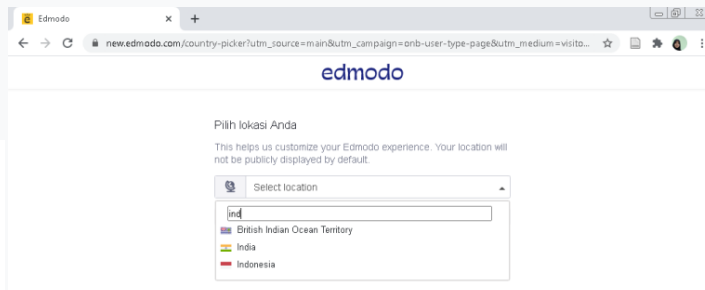 Edmodo
new.edmodo.com/country-picker?utm_source=main&utm_campaign=onb-user-type-page&utm_medium=visito...
edmodo
Pilih lokasi Anda
This helps us customize your Edmodo experience. Your location will
not be publicly displayed by default.
Select location
ind
British Indian Ocean Territory
India
Indonesia